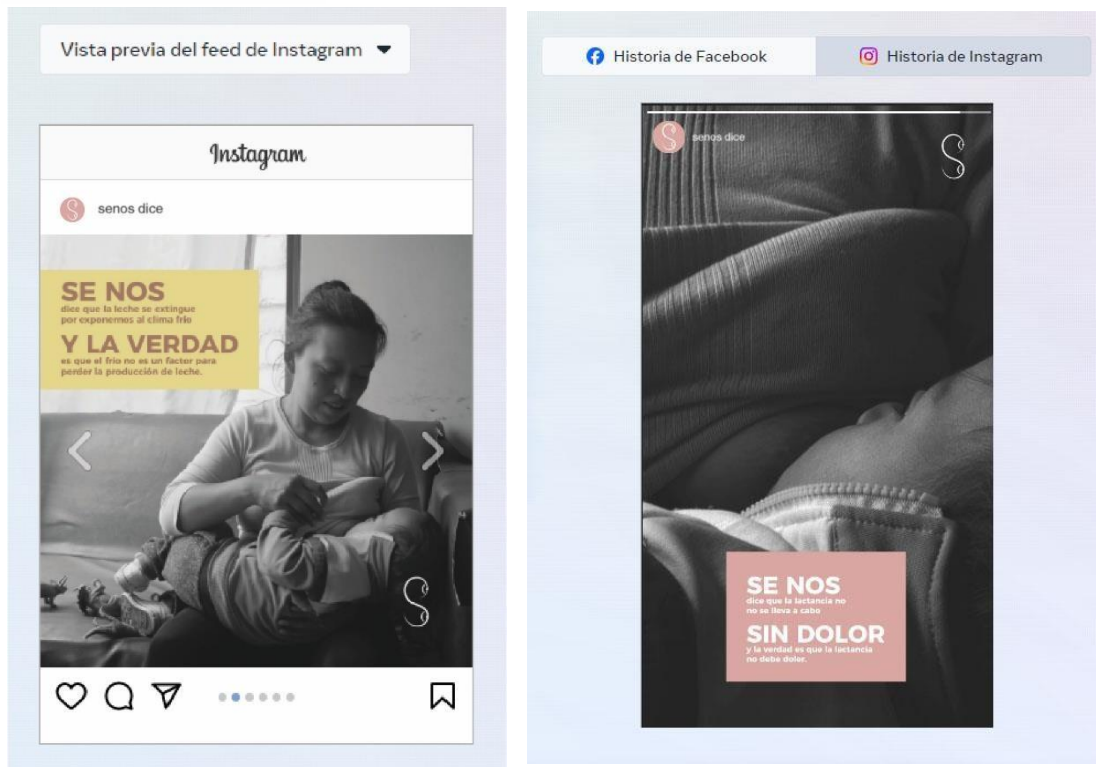 Vista previa del feed de Instagram
Instagram
senos dice
SE NOS
dice que la leche se extingue
por exponernos al clima frío
Y LA VERDAD
es que el frío no es un factor para
perder la producción de leche.
Historia de Facebook
Historia de Instagram
senos dice
SE NOS
dice que la lactancia no
no se lleva a cabo
SIN DOLOR
y la verdad es que la lactancia
no debe doler.